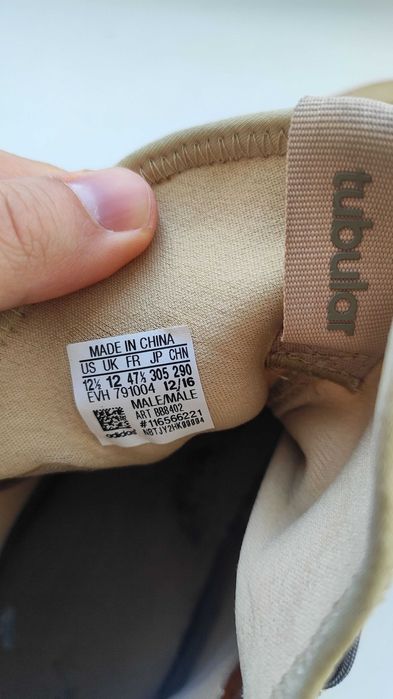 tubular
MADE IN CHINA
US UK FR JP CHN
12½ 12 47⅓ 305 290
EVH 791004 12/16
MALE/MALE
ART BB8402
#116566221
adidas